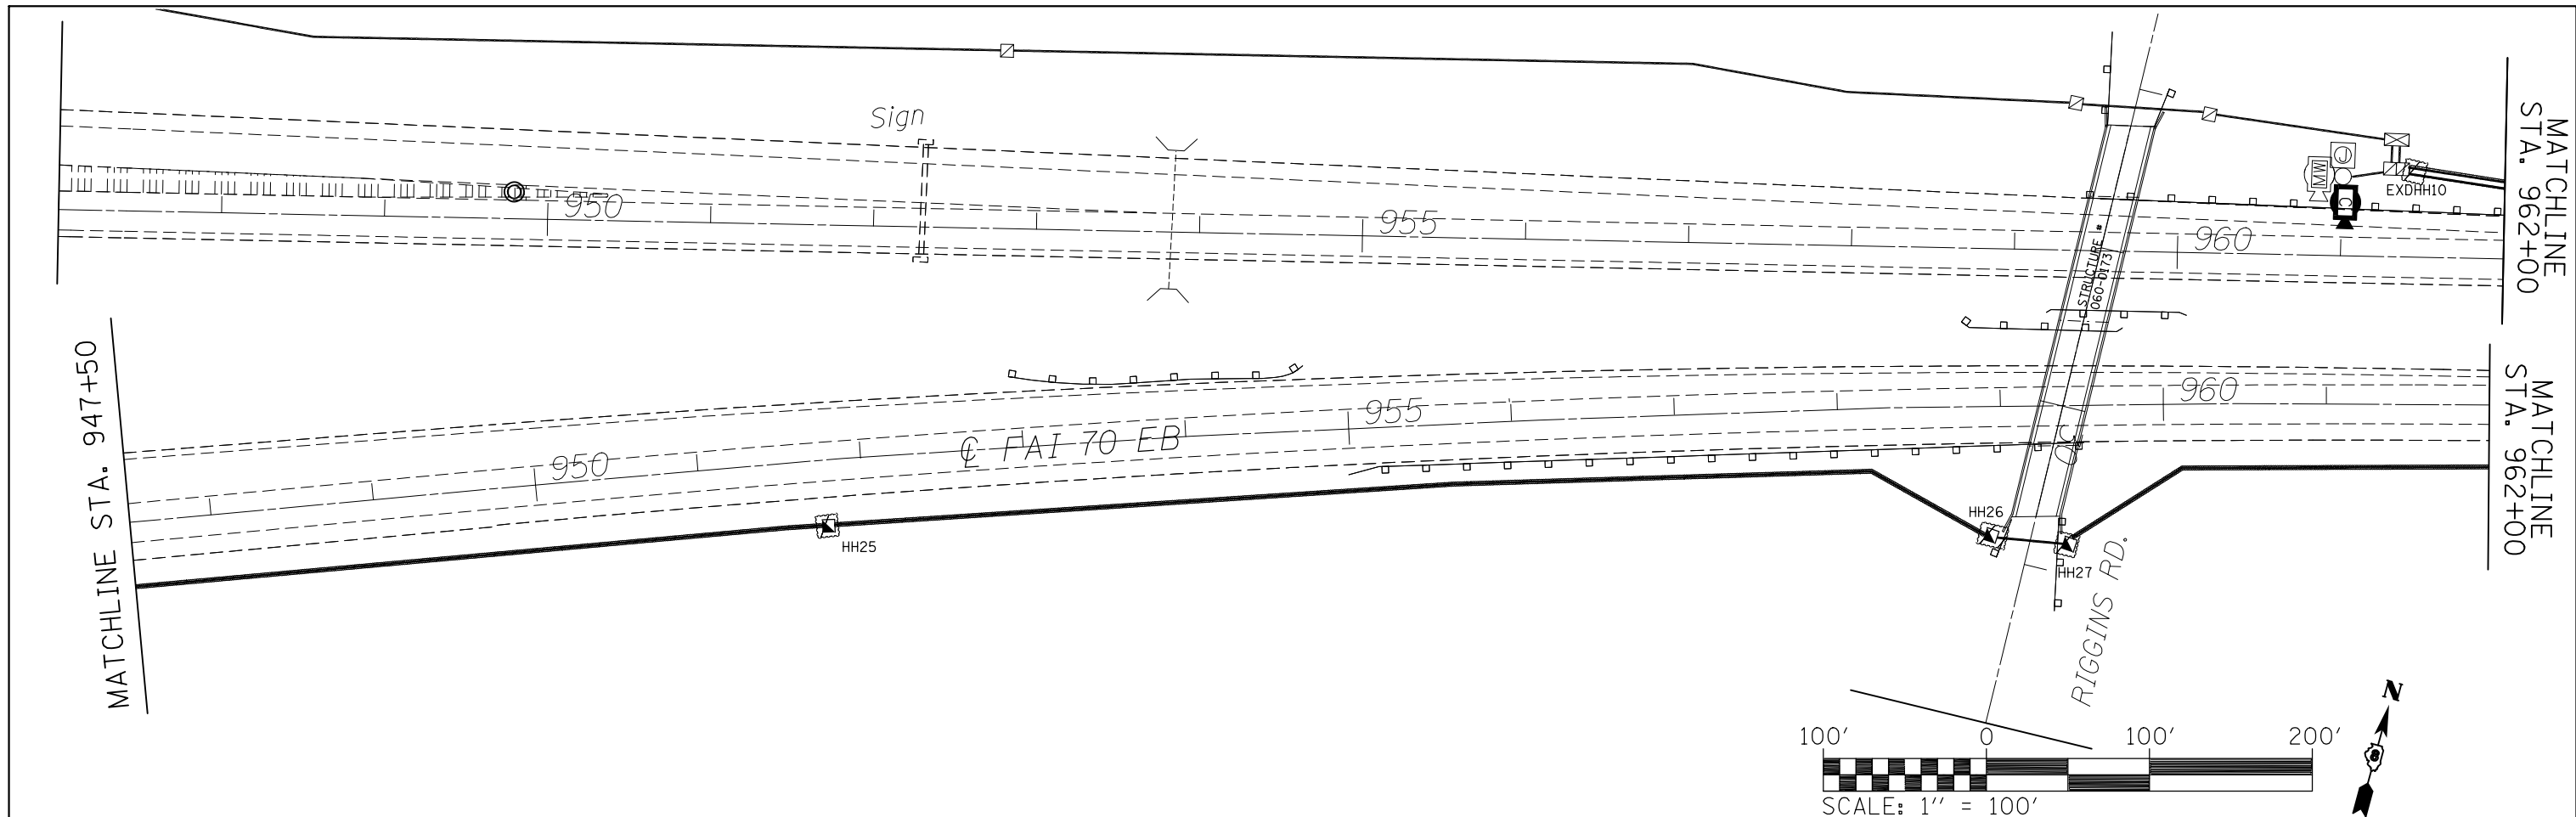 Sign
950
955
960
STRUCTURE #
060-0173
MW
J
C
EXDHH10
MATCHLINE
STA. 962+00
MATCHLINE STA. 947+50
950
℄ FAI 70 EB
955
960
MATCHLINE
STA. 962+00
HH25
HH26
HH27
RIGGINS RD.
N
100' 0 100' 200'
SCALE: 1" = 100'